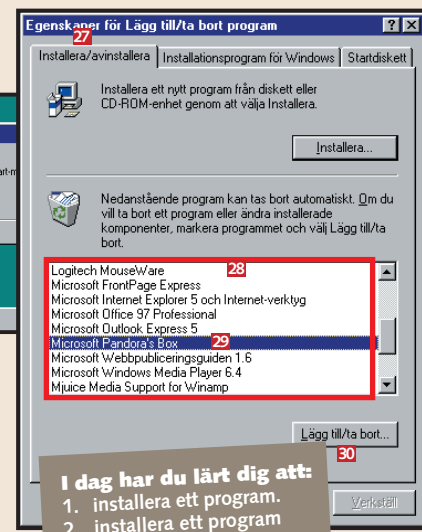 Egenskaper för Lägg till/ta bort program
27
Installera/avinstallera
Installationsprogram för Windows
Startdiskett
Installera ett nytt program från diskett eller
CD-ROM-enhet genom att välja Installera.
Installera...
Nedanstående program kan tas bort automatiskt. Om du
vill ta bort ett program eller ändra installerade
komponenter, markera programmet och välj Lägg till/ta
bort.
Logitech MouseWare
28
Microsoft FrontPage Express
Microsoft Internet Explorer 5 och Internet-verktyg
Microsoft Office 97 Professional
Microsoft Outlook Express 5
Microsoft Pandora's Box
29
Microsoft Webbpubliceringsguiden 1.6
Microsoft Windows Media Player 6.4
Mjuice Media Support for Winamp
Lägg till/ta bort...
30
Verkställ
I dag har du lärt dig att:
1. installera ett program.
2. installera ett program